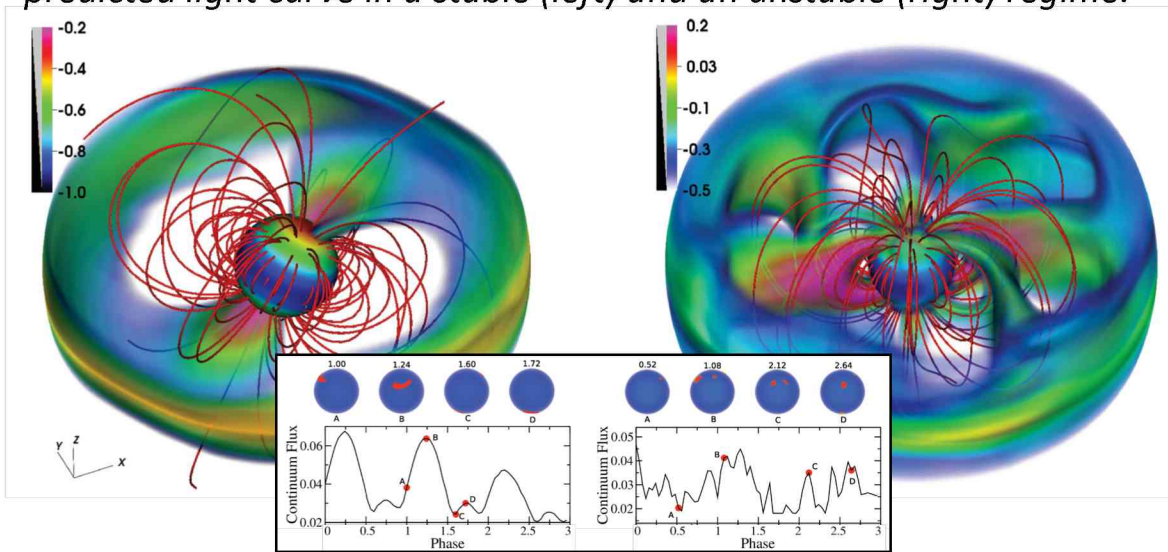 predicted light curve in a stable (left) and an unstable (right) regime.
-0.2
-0.4
-0.6
-0.8
-1.0
0.2
0.03
-0.1
-0.3
-0.5
Y Z X
1.00 1.24 1.60 1.72
A B C D
Continuum Flux
0.06
0.04
0.02
A B C D
0 0.5 1 1.5 2 2.5 3
Phase
0.52 1.08 2.12 2.64
A B C D
Continuum Flux
0.05
0.04
0.03
0.02
A B C D
0 0.5 1 1.5 2 2.5 3
Phase